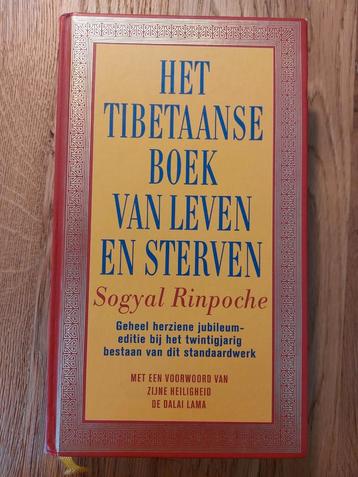 HET
TIBETAANSE
BOEK
VAN LEVEN
EN STERVEN
Sogyal Rinpoche
Geheel herziene jubileum-
editie bij het twintigjarig
bestaan van dit standaardwerk
MET EEN VOORWOORD VAN
ZIJNE HEILIGHEID
DE DALAI LAMA